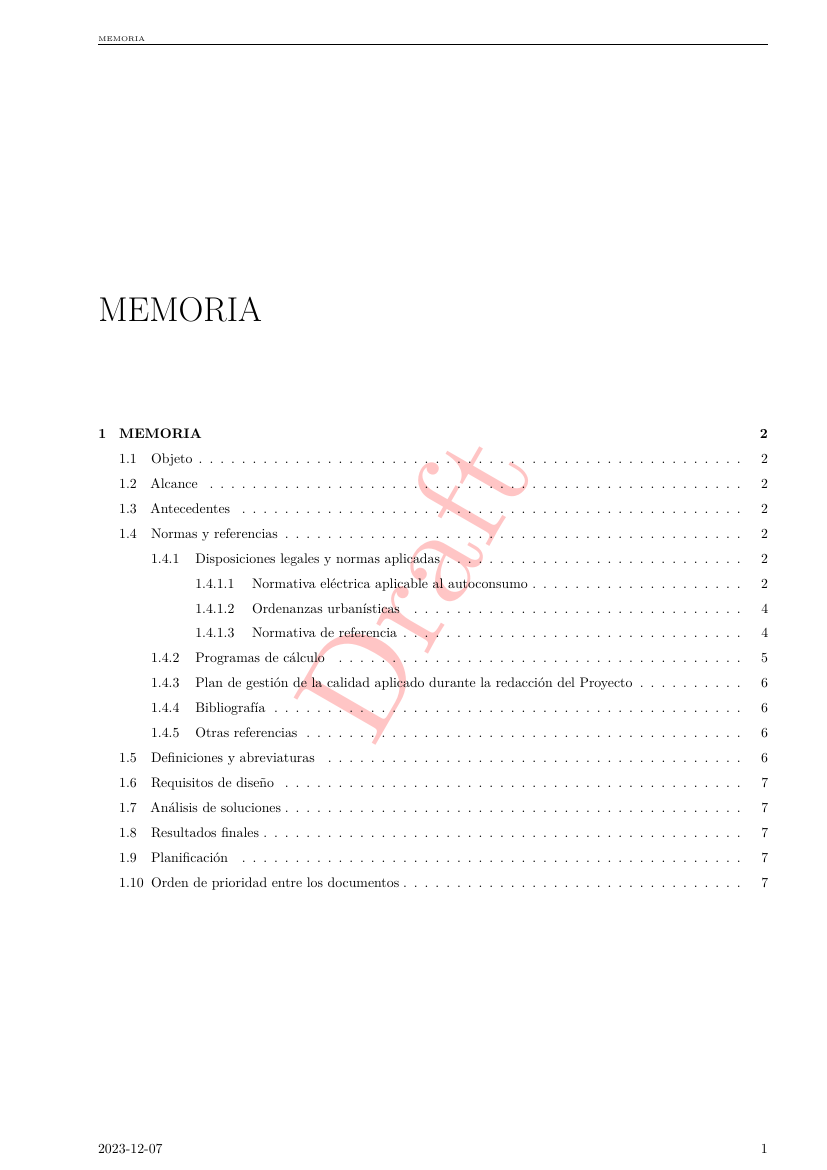 MEMORIA
MEMORIA
1 MEMORIA 2
1.1 Objeto . . . . . . . . . . . . . . . . . . . . . . . . . . . . . . . . . . . . . . . . . . . . . . . . . . . 2
1.2 Alcance . . . . . . . . . . . . . . . . . . . . . . . . . . . . . . . . . . . . . . . . . . . . . . . . . . 2
1.3 Antecedentes . . . . . . . . . . . . . . . . . . . . . . . . . . . . . . . . . . . . . . . . . . . . . . . 2
1.4 Normas y referencias . . . . . . . . . . . . . . . . . . . . . . . . . . . . . . . . . . . . . . . . . . . 2
1.4.1 Disposiciones legales y normas aplicadas . . . . . . . . . . . . . . . . . . . . . . . . . . . . 2
1.4.1.1 Normativa eléctrica aplicable al autoconsumo . . . . . . . . . . . . . . . . . . . . 2
1.4.1.2 Ordenanzas urbanísticas . . . . . . . . . . . . . . . . . . . . . . . . . . . . . . . 4
1.4.1.3 Normativa de referencia . . . . . . . . . . . . . . . . . . . . . . . . . . . . . . . . 4
1.4.2 Programas de cálculo . . . . . . . . . . . . . . . . . . . . . . . . . . . . . . . . . . . . . . 5
1.4.3 Plan de gestión de la calidad aplicado durante la redacción del Proyecto . . . . . . . . . . 6
1.4.4 Bibliografía . . . . . . . . . . . . . . . . . . . . . . . . . . . . . . . . . . . . . . . . . . . . 6
1.4.5 Otras referencias . . . . . . . . . . . . . . . . . . . . . . . . . . . . . . . . . . . . . . . . . 6
1.5 Definiciones y abreviaturas . . . . . . . . . . . . . . . . . . . . . . . . . . . . . . . . . . . . . . . 6
1.6 Requisitos de diseño . . . . . . . . . . . . . . . . . . . . . . . . . . . . . . . . . . . . . . . . . . . 7
1.7 Análisis de soluciones . . . . . . . . . . . . . . . . . . . . . . . . . . . . . . . . . . . . . . . . . . . 7
1.8 Resultados finales . . . . . . . . . . . . . . . . . . . . . . . . . . . . . . . . . . . . . . . . . . . . . 7
1.9 Planificación . . . . . . . . . . . . . . . . . . . . . . . . . . . . . . . . . . . . . . . . . . . . . . . 7
1.10 Orden de prioridad entre los documentos . . . . . . . . . . . . . . . . . . . . . . . . . . . . . . . . 7
Draft
2023-12-07 1